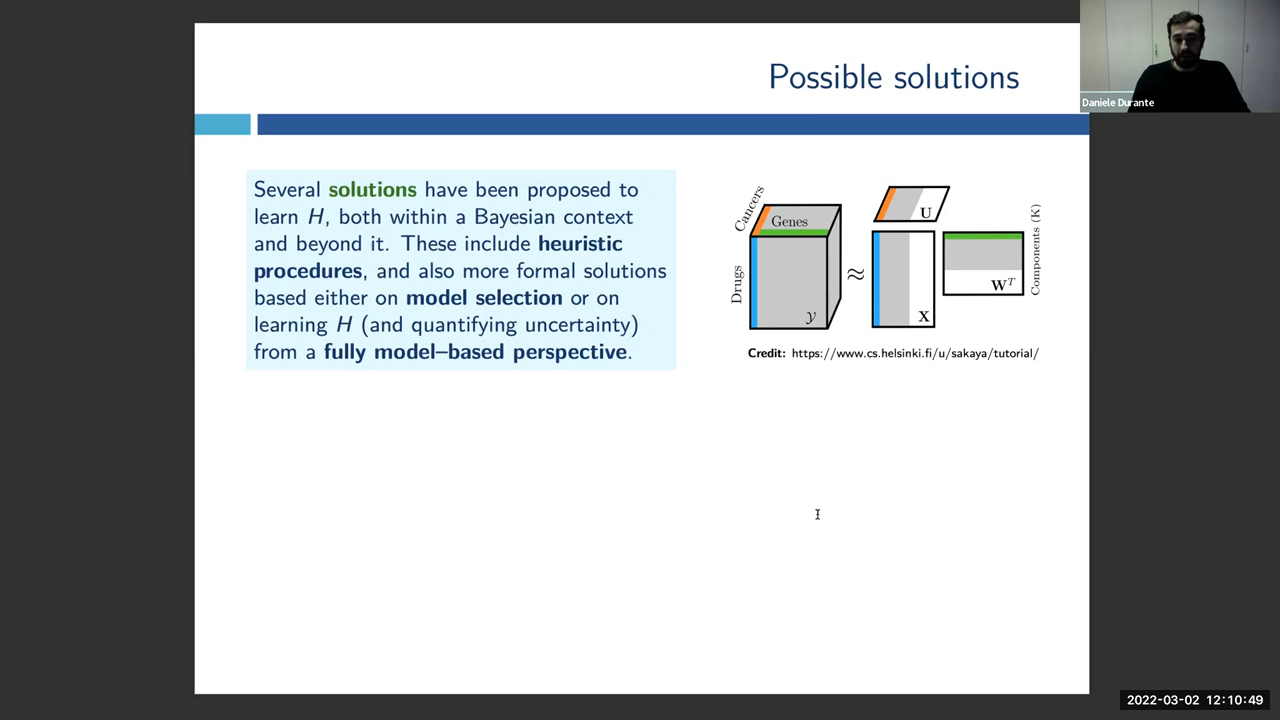 Possible solutions
Daniele Durante
Several solutions have been proposed to
learn H, both within a Bayesian context
and beyond it. These include heuristic
procedures, and also more formal solutions
based either on model selection or on
learning H (and quantifying uncertainty)
from a fully model–based perspective.
Cancers
Genes
Drugs
𝒴
≈
U
X
Wᵀ
Components (K)
Credit: https://www.cs.helsinki.fi/u/sakaya/tutorial/
2022-03-02 12:10:49